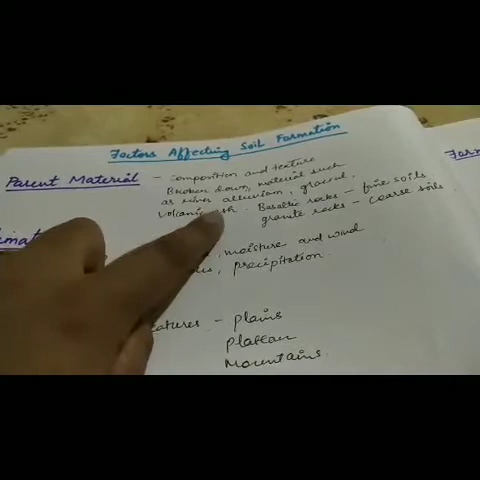 Factors Affecting Soil Formation
Parent Material - Composition and texture
Broken down, material such
as river alluvium, glacial,
Volcanic ash. Basaltic rocks - fine soils
granite rocks - coarse soils.
, moisture and wind
, precipitation.
- Plains
Plateau
Mountains.